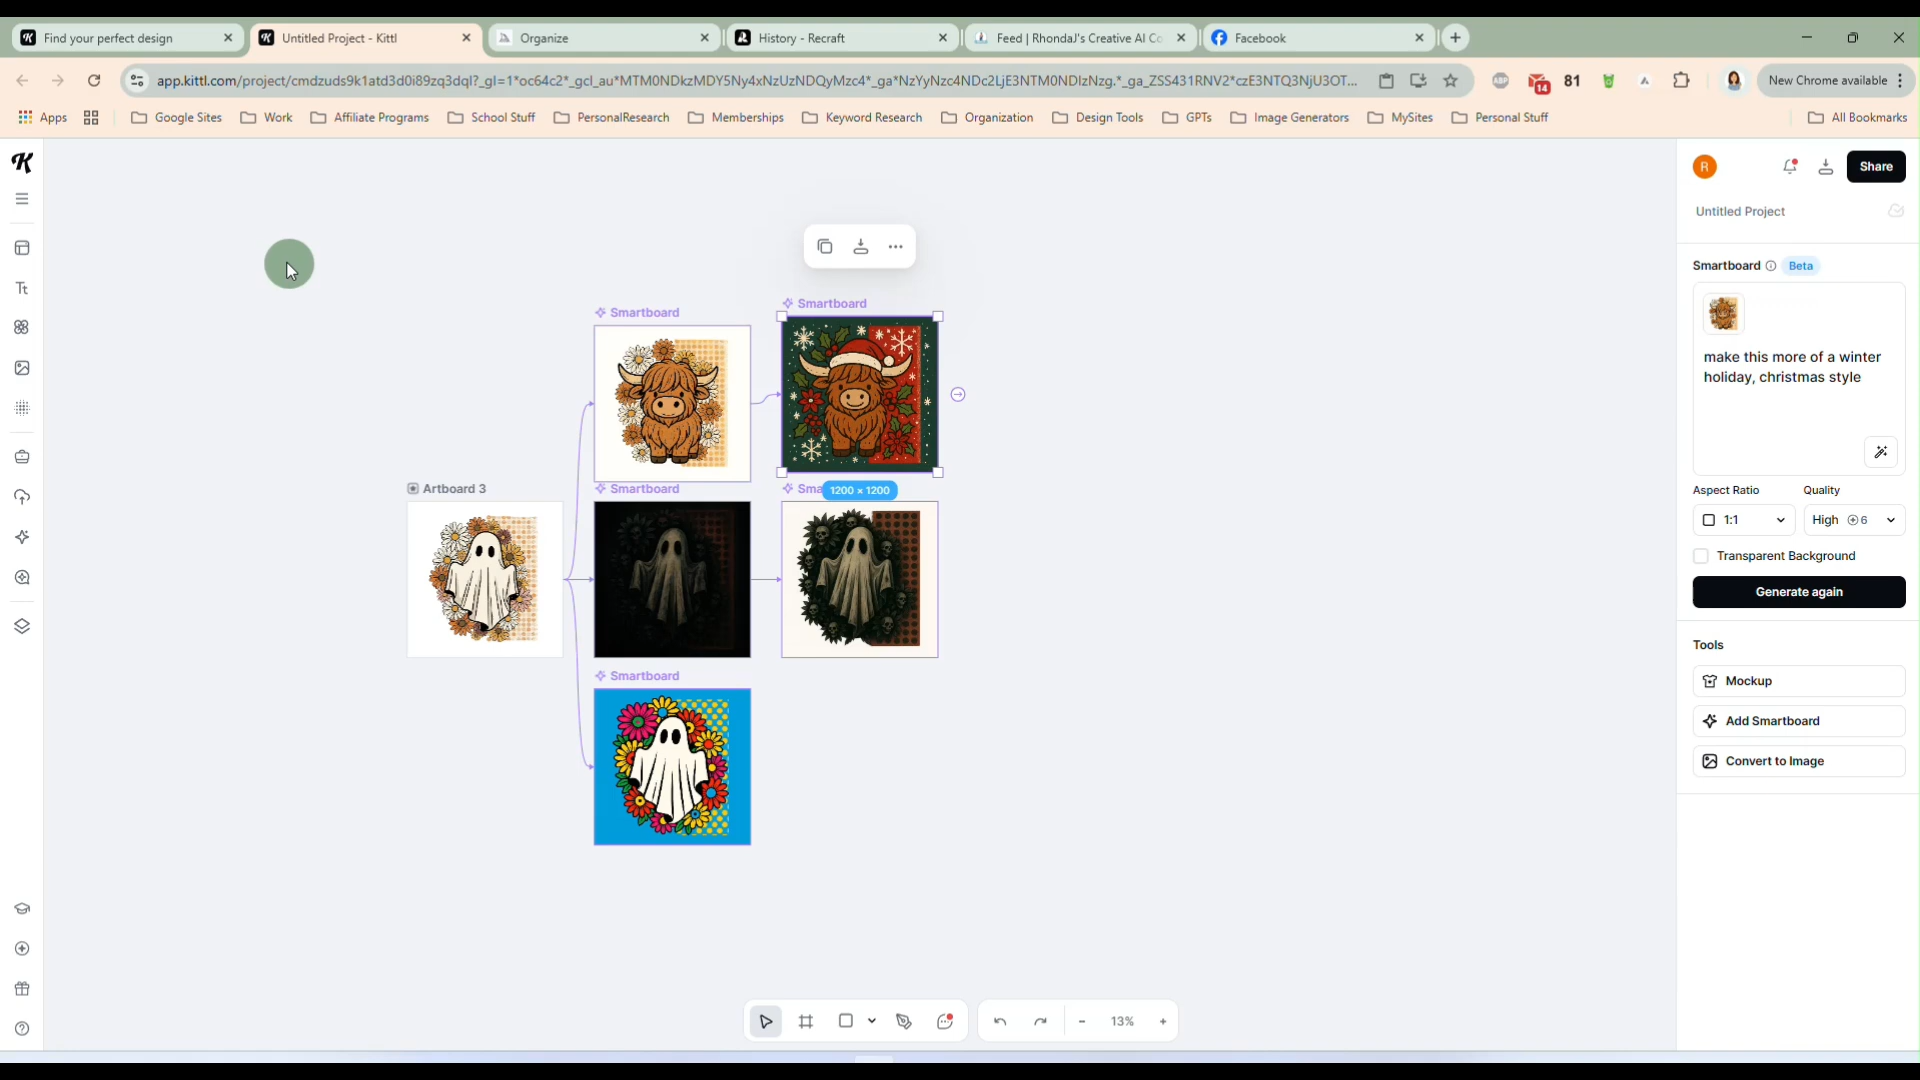 Find your perfect design
Untitled Project - Kittl
Organize
History - Recraft
Feed | RhondaJ's Creative AI Co
Facebook
app.kittl.com/project/cmdzuds9k1atd3d0i89zq3dql?_gl=1*oc64c2*_gcl_au*MTM0NDkzMDY5Ny4xNzUzNDQyMzc4*_ga*NzYyNzc4NDc2LjE3NTM0NDIzNzg.*_ga_ZSS431RNV2*czE3NTQ3NjU3OT...
14
81
New Chrome available
Apps
Google Sites
Work
Affiliate Programs
School Stuff
PersonalResearch
Memberships
Keyword Research
Organization
Design Tools
GPTs
Image Generators
MySites
Personal Stuff
All Bookmarks
R
Share
Untitled Project
Smartboard
Beta
make this more of a winter
holiday, christmas style
Aspect Ratio
Quality
1:1
High
6
Transparent Background
Generate again
Tools
Mockup
Add Smartboard
Convert to Image
Smartboard
Smartboard
Artboard 3
Smartboard
Sma
1200 × 1200
Smartboard
Tt
13%